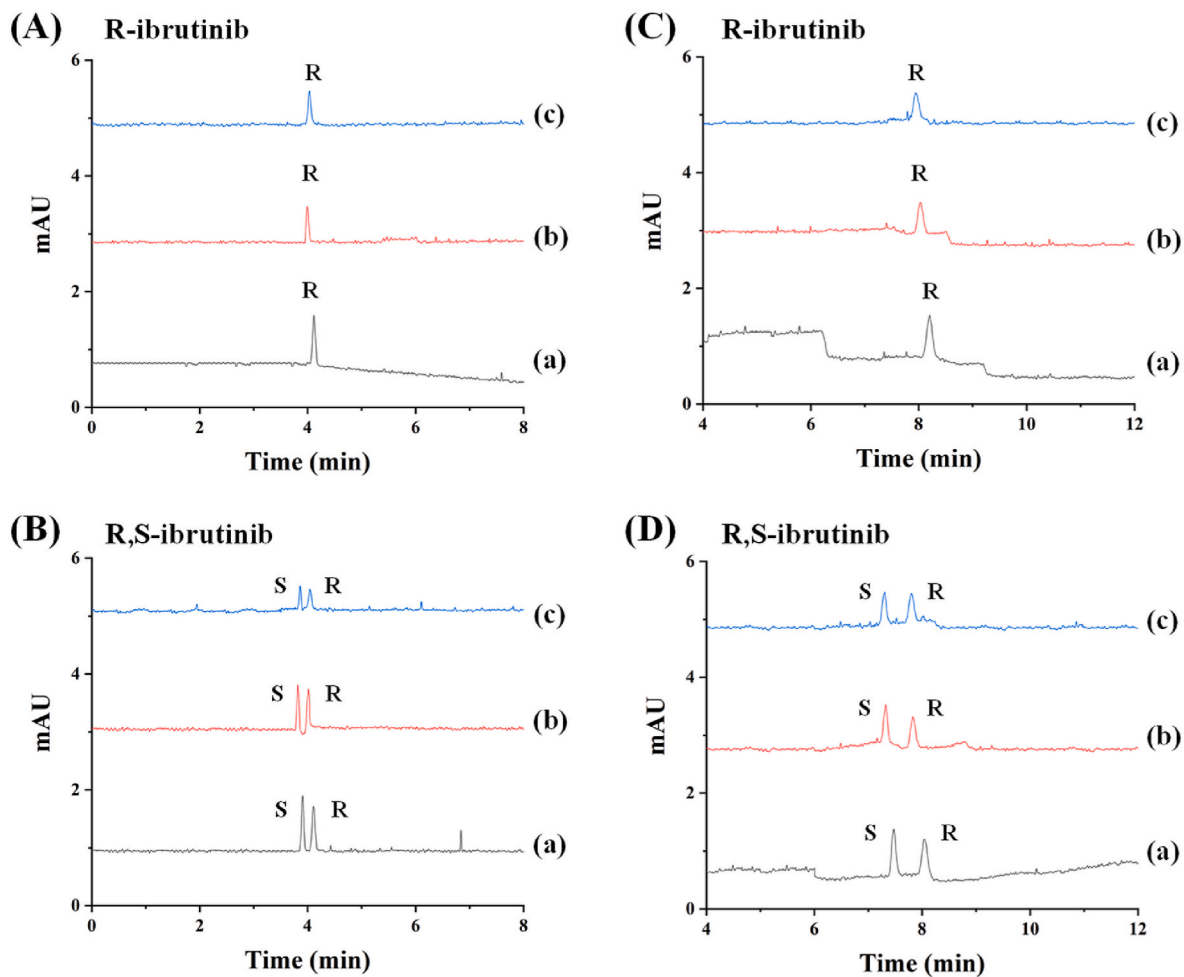 (A) R-ibrutinib
6
R
(c)
4
R
mAU
(b)
2
R
(a)
0
0 2 4 6 8
Time (min)
(C) R-ibrutinib
6
R
(c)
4
R
mAU
(b)
2
R
(a)
0
4 6 8 10 12
Time (min)
(B) R,S-ibrutinib
6
S R
(c)
4
S R
mAU
(b)
2
S R
(a)
0
0 2 4 6 8
Time (min)
(D) R,S-ibrutinib
6
S R
(c)
4
S R
mAU
(b)
2
S R
(a)
0
4 6 8 10 12
Time (min)